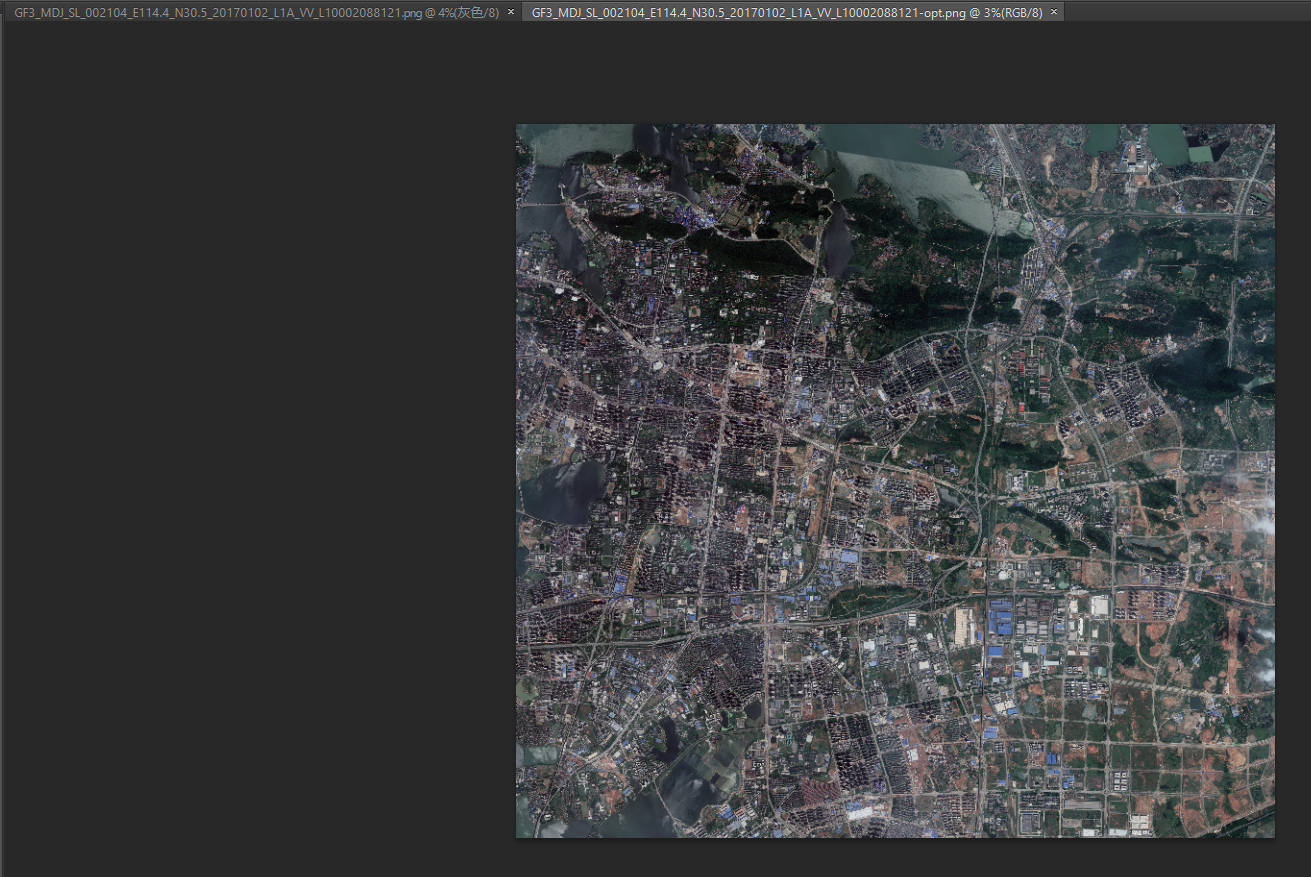 GF3_MDJ_SL_002104_E114.4_N30.5_20170102_L1A_VV_L10002088121.png @ 4%(灰色/8) ×
GF3_MDJ_SL_002104_E114.4_N30.5_20170102_L1A_VV_L10002088121-opt.png @ 3%(RGB/8) ×